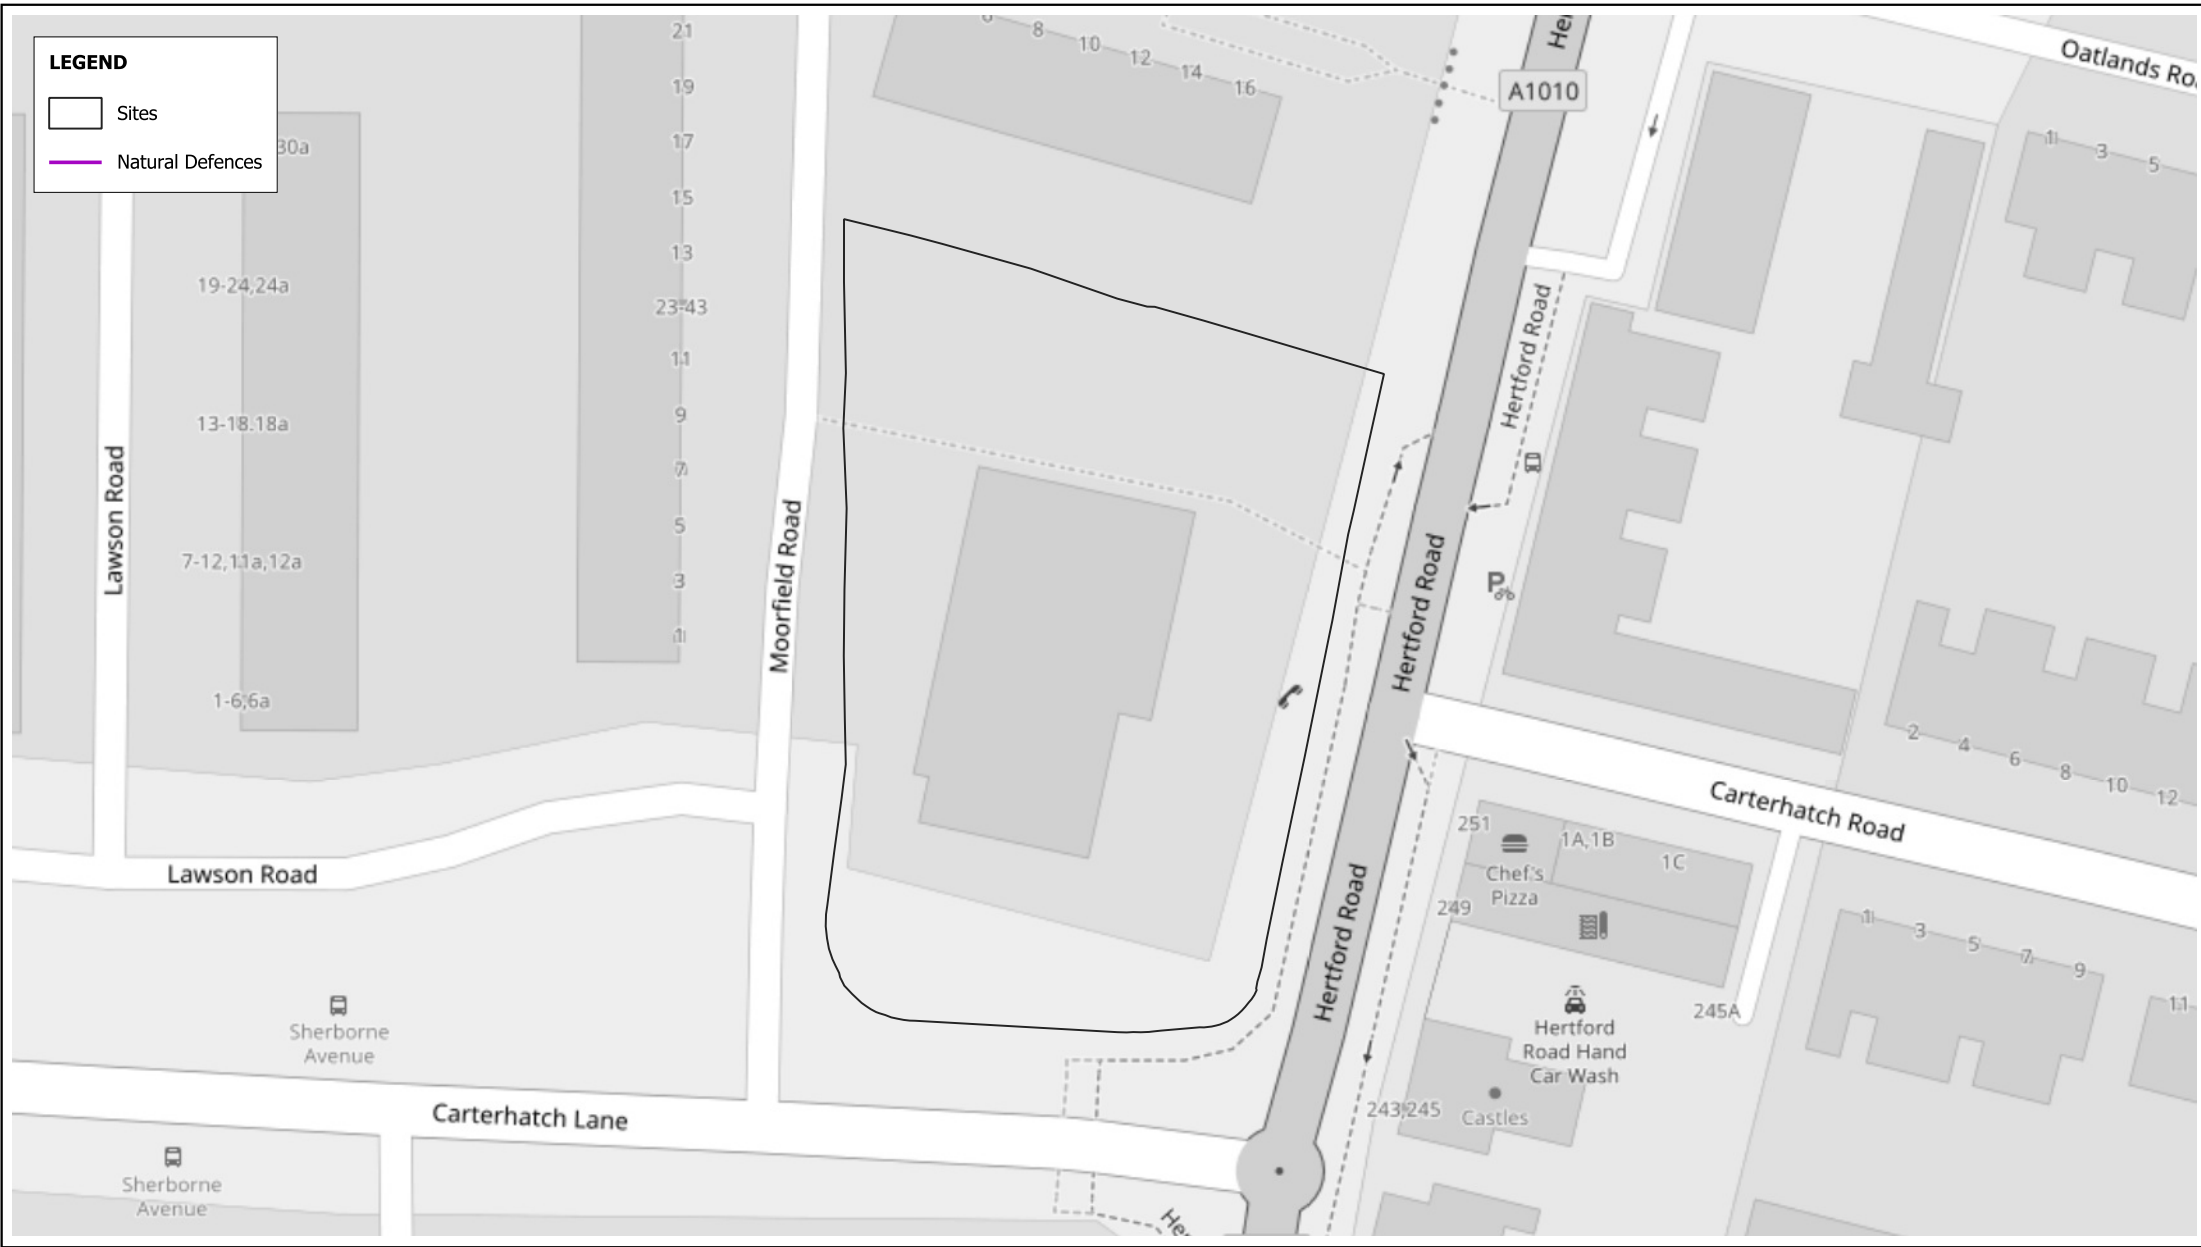 LEGEND
Sites
Natural Defences
30a
19-24,24a
13-18.18a
7-12,11a,12a
1-6,6a
Lawson Road
Lawson Road
21
19
17
15
13
23-43
11
9
7
5
3
1
Moorfield Road
8
10
12
14
16
A1010
Oatlands Ro
1
3
5
Hertford Road
Hertford Road
Hertford Road
P
2
4
6
8
10
12
Carterhatch Road
251
1A,1B
1C
Chef's
Pizza
249
245A
Hertford
Road Hand
Car Wash
243,245
Castles
1
3
5
7
9
11
Sherborne
Avenue
Carterhatch Lane
Sherborne
Avenue
Her